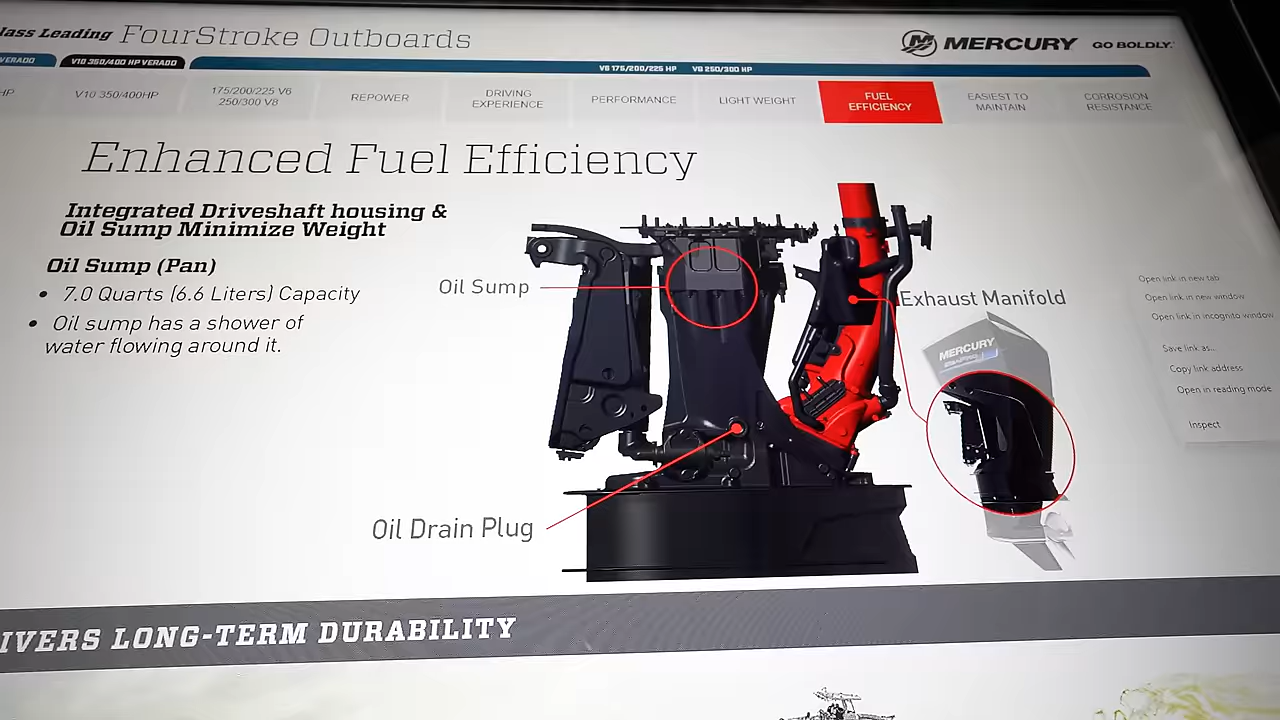 lass Leading FourStroke Outboards
MERCURY GO BOLDLY.
VERADO
V10 350/400 HP VERADO
V6 175/200/225 HP V8 250/300 HP
HP
V10 350/400HP
175/200/225 V6
250/300 V8
REPOWER
DRIVING
EXPERIENCE
PERFORMANCE
LIGHT WEIGHT
FUEL
EFFICIENCY
EASIEST TO
MAINTAIN
CORROSION
RESISTANCE
Enhanced Fuel Efficiency
Integrated Driveshaft housing &
Oil Sump Minimize Weight
Oil Sump (Pan)
• 7.0 Quarts (6.6 Liters) Capacity
• Oil sump has a shower of
water flowing around it.
Oil Sump
Exhaust Manifold
Oil Drain Plug
MERCURY
Open link in new tab
Open link in new window
Open link in incognito window
Save link as...
Copy link address
Open in reading mode
Inspect
IVERS LONG-TERM DURABILITY